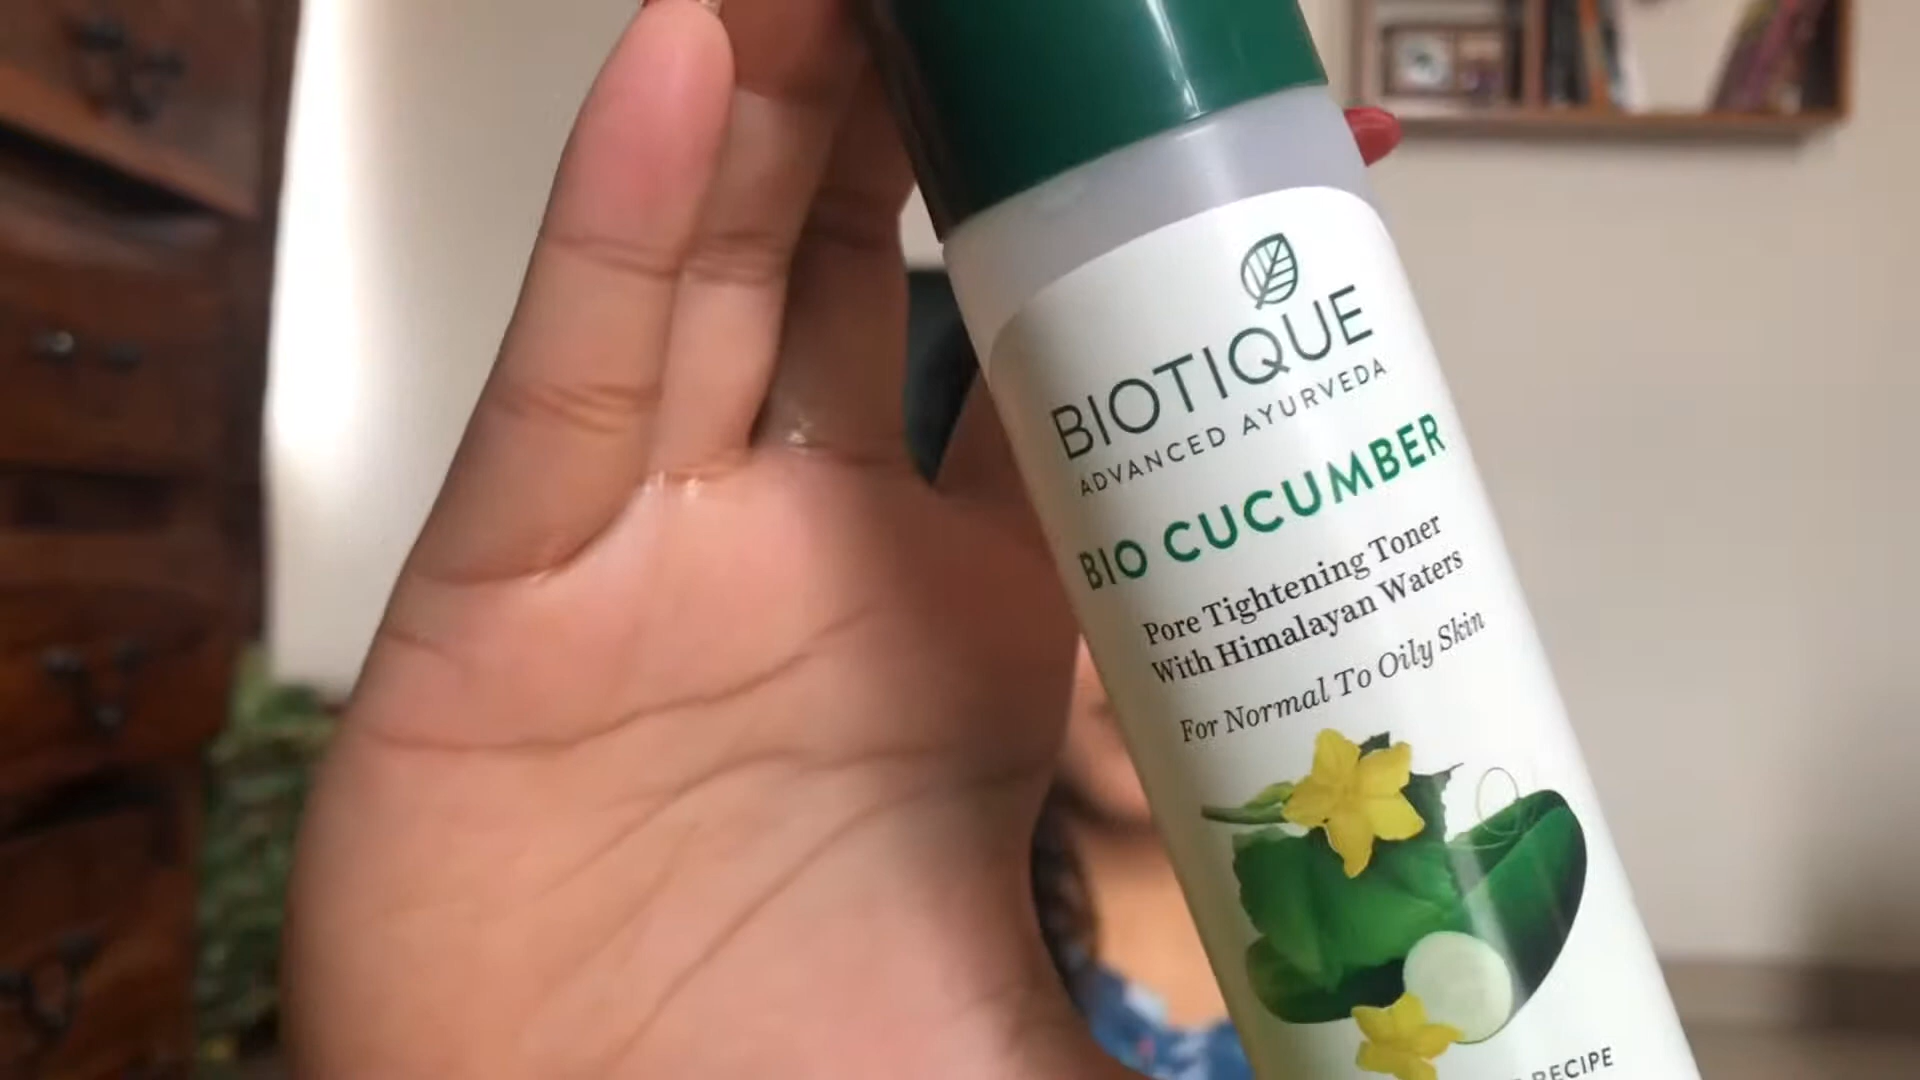 BIOTIQUE
ADVANCED AYURVEDA
BIO CUCUMBER
Pore Tightening Toner
With Himalayan Waters
For Normal To Oily Skin
RECIPE